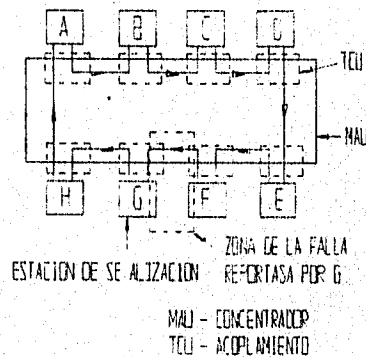 A B C D
TCU
MAU
H G F E
ZONA DE LA FALLA
ESTACION DE SE ALIZACION REPORTASA POR G
MAU - CONCENTRADOR
TCU - ACOPLAMIENTO